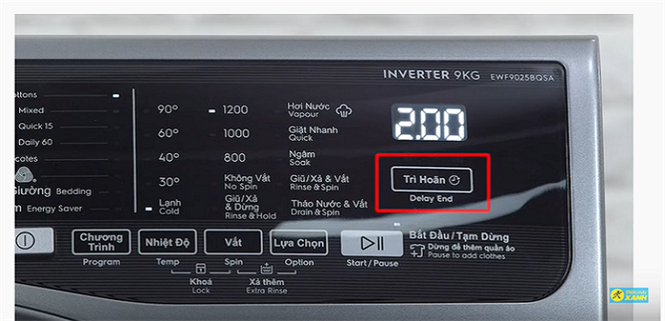 INVERTER 9KG EWF9025BQSA
ttons
Mixed
Quick 15
Daily 60
cotes
Giường Bedding
m Energy Saver
90°
60°
40°
30°
Lạnh
Cold
1200
1000
800
Không Vắt
No Spin
Giũ/Xả
& Dừng
Rinse & Hold
Hơi Nước
Vapour
Giặt Nhanh
Quick
Ngâm
Soak
Giũ/Xả & Vắt
Rinse & Spin
Tháo Nước & Vắt
Drain & Spin
2.00
Trì Hoãn
Delay End
Chương
Trình
Program
Nhiệt Độ
Temp
Vắt
Spin
Lựa Chọn
Option
Khoá
Lock
Xả thêm
Extra Rinse
Start / Pause
Bắt Đầu / Tạm Dừng
Dừng để thêm quần áo
Pause to add clothes
XANH